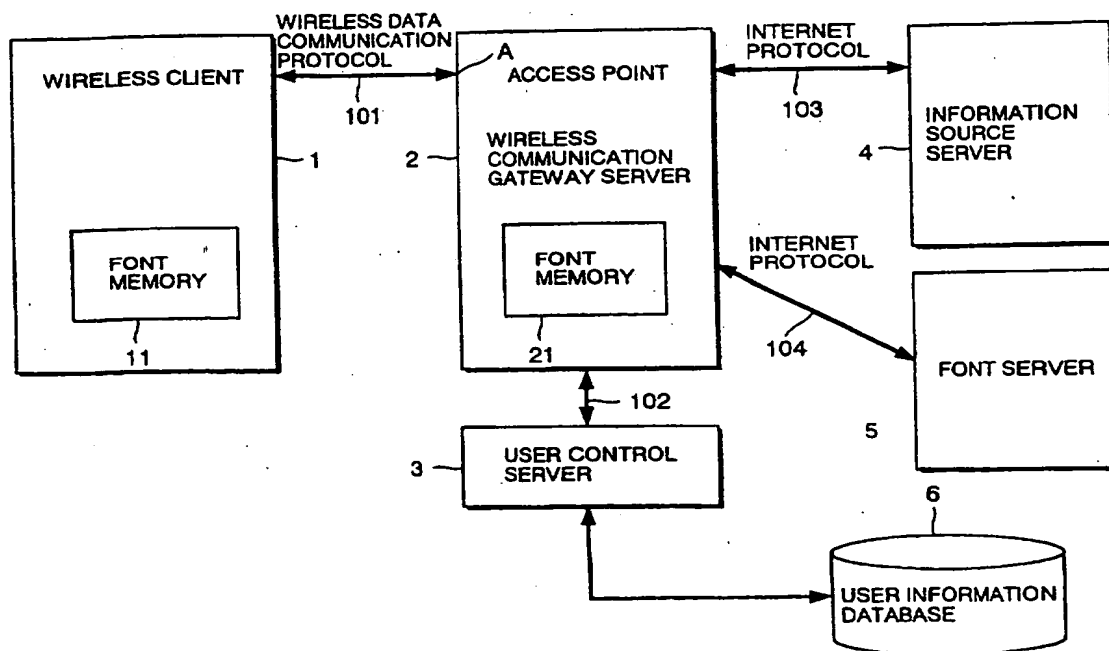 WIRELESS DATA
COMMUNICATION
PROTOCOL
101
WIRELESS CLIENT
1
FONT
MEMORY
11
A
ACCESS POINT
2
WIRELESS
COMMUNICATION
GATEWAY SERVER
FONT
MEMORY
21
INTERNET
PROTOCOL
103
INFORMATION
SOURCE
SERVER
4
INTERNET
PROTOCOL
104
FONT SERVER
5
102
3
USER CONTROL
SERVER
6
USER INFORMATION
DATABASE